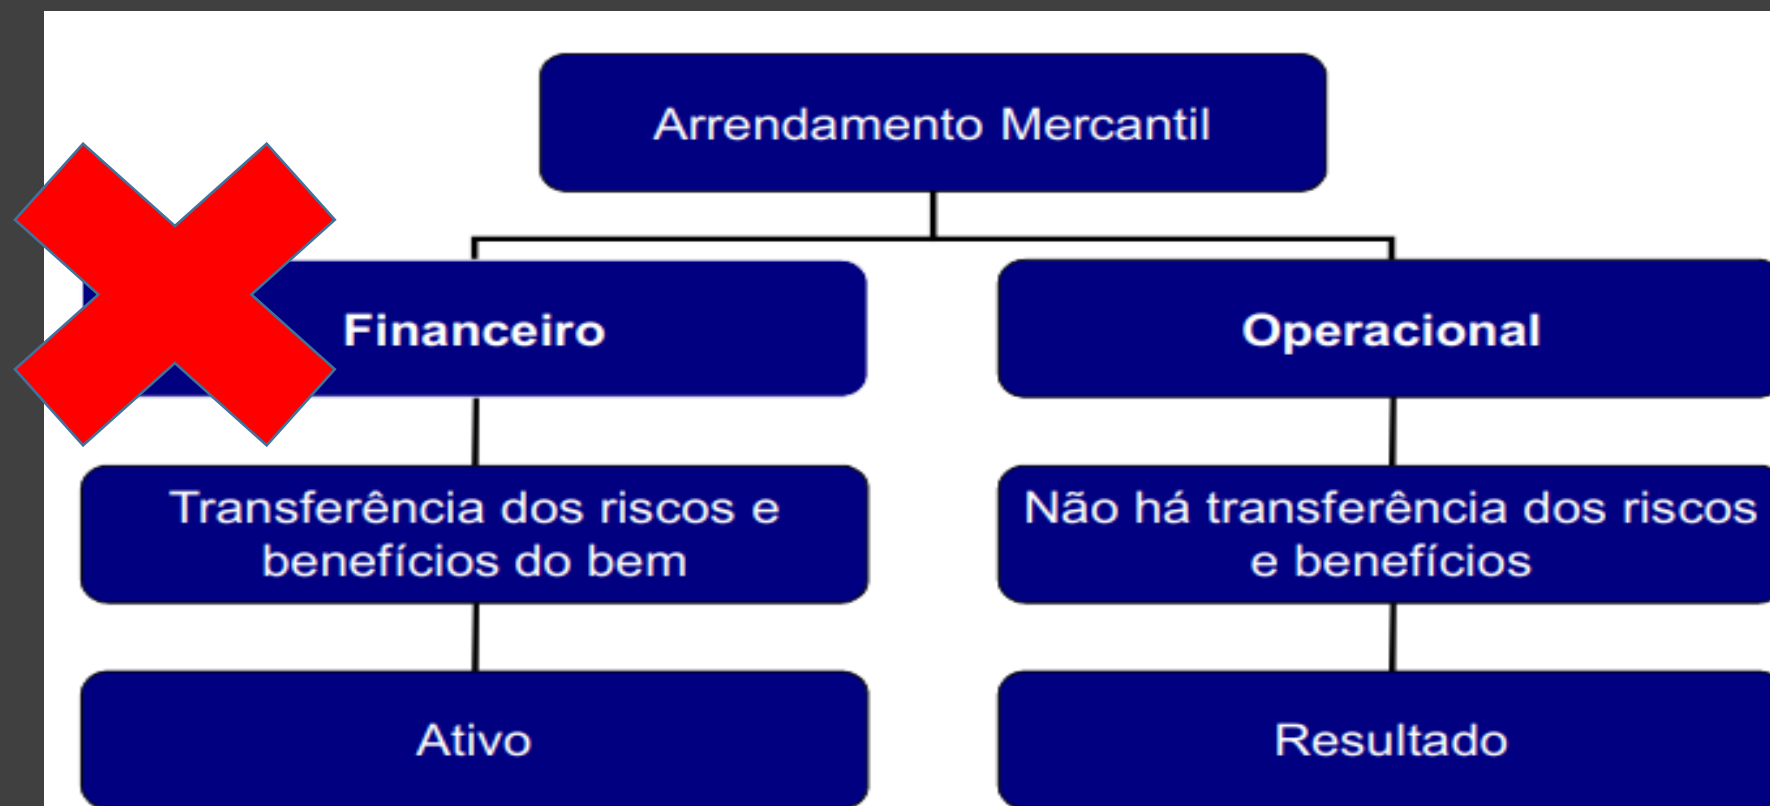 Arrendamento Mercantil
Financeiro
Operacional
Transferência dos riscos e
benefícios do bem
Não há transferência dos riscos
e benefícios
Ativo
Resultado